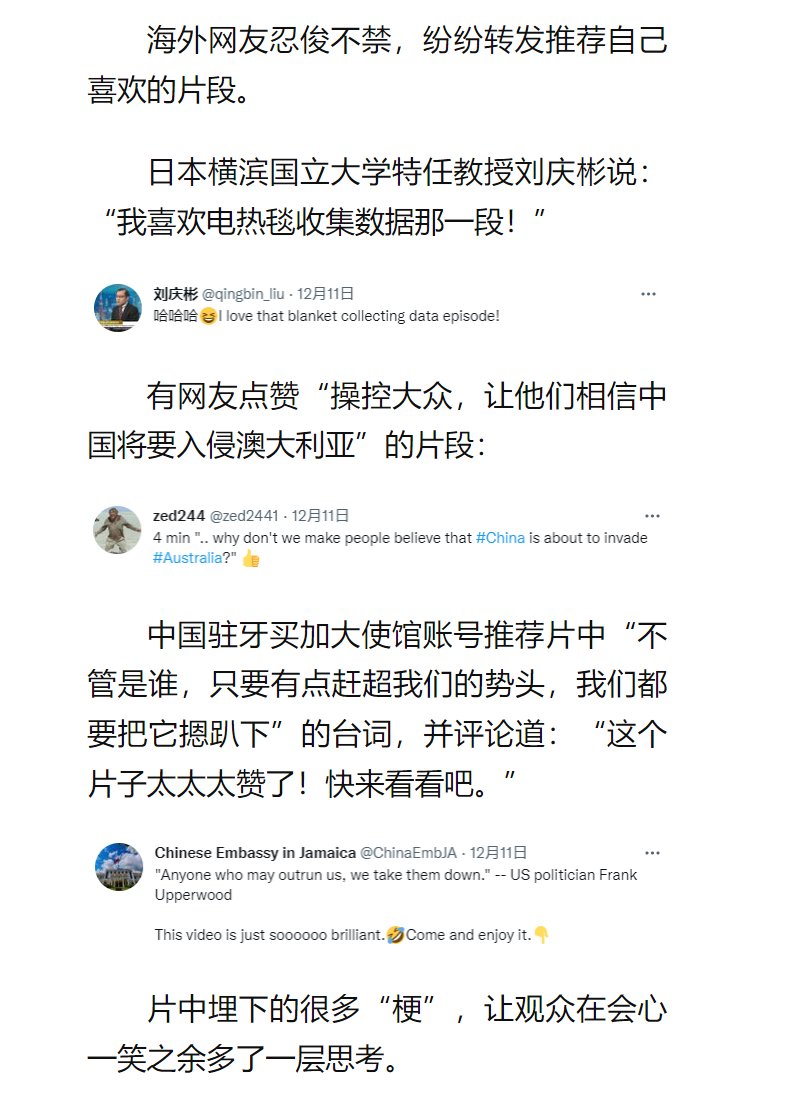 海外网友忍俊不禁，纷纷转发推荐自己
喜欢的片段。
日本横滨国立大学特任教授刘庆彬说：
“我喜欢电热毯收集数据那一段！”
刘庆彬 @qingbin_liu · 12月11日
哈哈哈😆I love that blanket collecting data episode!
有网友点赞“操控大众，让他们相信中
国将要入侵澳大利亚”的片段：
zed244 @zed2441 · 12月11日
4 min ".. why don't we make people believe that #China is about to invade
#Australia?" 👍
中国驻牙买加大使馆账号推荐片中“不
管是谁，只要有点赶超我们的势头，我们都
要把它摁趴下”的台词，并评论道：“这个
片子太太太赞了！快来看看吧。”
Chinese Embassy in Jamaica @ChinaEmbJA · 12月11日
"Anyone who may outrun us, we take them down." -- US politician Frank
Upperwood
This video is just soooooo brilliant.🤣Come and enjoy it.👇
片中埋下的很多“梗”，让观众在会心
一笑之余多了一层思考。